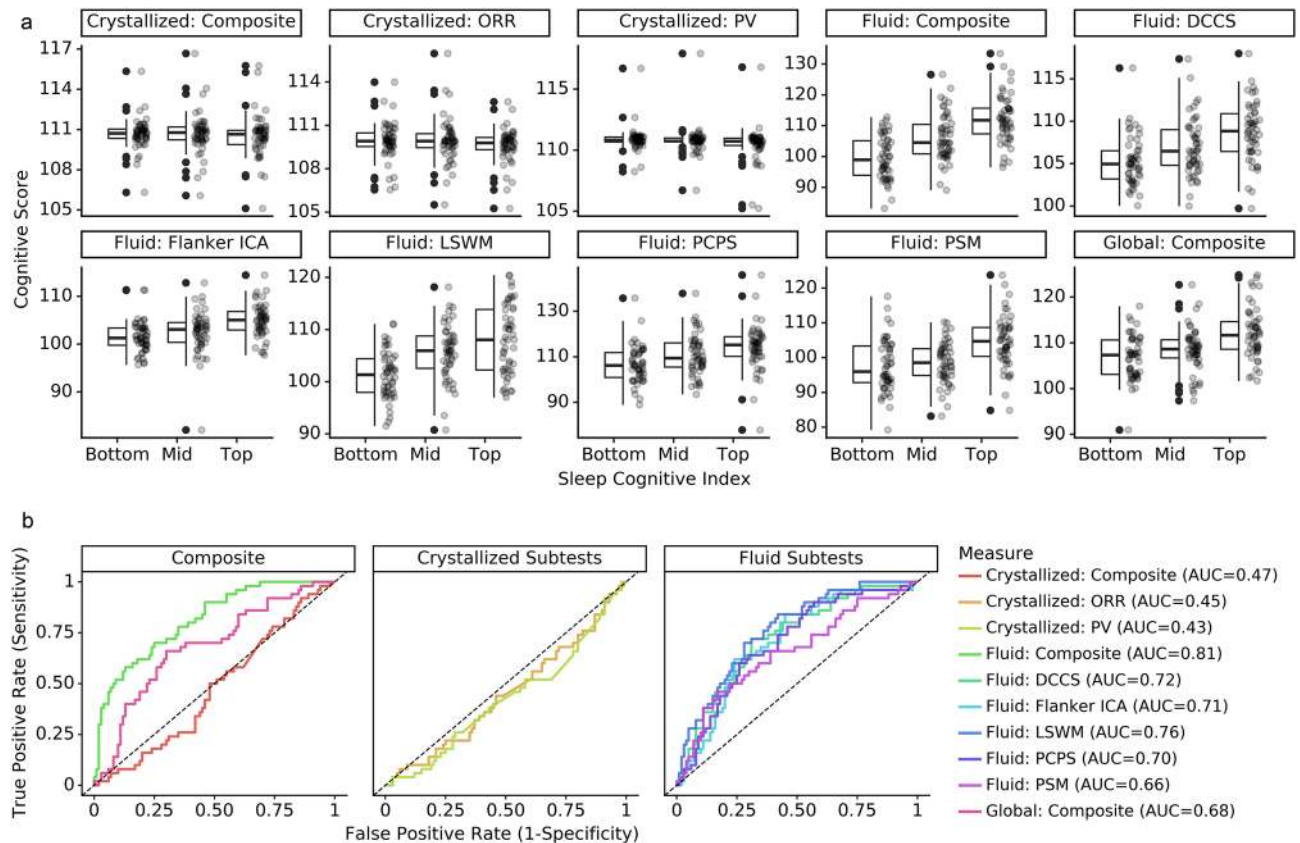 a
Crystallized: Composite
Crystallized: ORR
Crystallized: PV
Fluid: Composite
Fluid: DCCS
117
114
111
108
105
114
111
108
105
115
110
105
130
120
110
100
90
115
110
105
100
Cognitive Score
Fluid: Flanker ICA
Fluid: LSWM
Fluid: PCPS
Fluid: PSM
Global: Composite
110
100
90
120
110
100
90
140
120
100
80
120
110
100
90
80
120
110
100
90
Bottom Mid Top
Bottom Mid Top
Bottom Mid Top
Bottom Mid Top
Bottom Mid Top
Sleep Cognitive Index
b
Composite
Crystallized Subtests
Fluid Subtests
True Positive Rate (Sensitivity)
1
0.75
0.50
0.25
0
0 0.25 0.50 0.75 1
0 0.25 0.50 0.75 1
0 0.25 0.50 0.75 1
False Positive Rate (1-Specificity)
Measure
Crystallized: Composite (AUC=0.47)
Crystallized: ORR (AUC=0.45)
Crystallized: PV (AUC=0.43)
Fluid: Composite (AUC=0.81)
Fluid: DCCS (AUC=0.72)
Fluid: Flanker ICA (AUC=0.71)
Fluid: LSWM (AUC=0.76)
Fluid: PCPS (AUC=0.70)
Fluid: PSM (AUC=0.66)
Global: Composite (AUC=0.68)